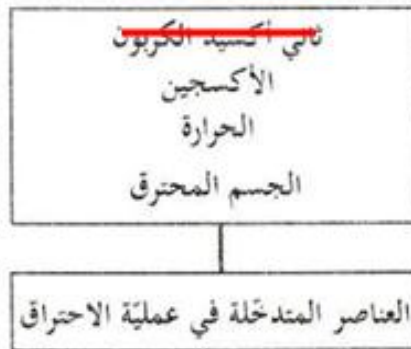 ثاني أكسيد الكربون
الأكسجين
الحرارة
الجسم المحترق
العناصر المتدخّلة في عمليّة الاحتراق